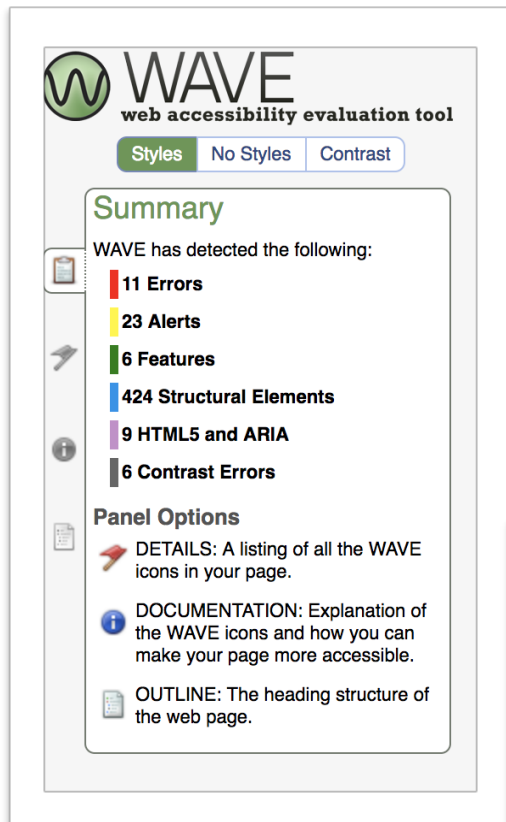 WAVE
web accessibility evaluation tool
Styles No Styles Contrast
Summary
WAVE has detected the following:
11 Errors
23 Alerts
6 Features
424 Structural Elements
9 HTML5 and ARIA
6 Contrast Errors
Panel Options
DETAILS: A listing of all the WAVE
icons in your page.
DOCUMENTATION: Explanation of
the WAVE icons and how you can
make your page more accessible.
OUTLINE: The heading structure of
the web page.